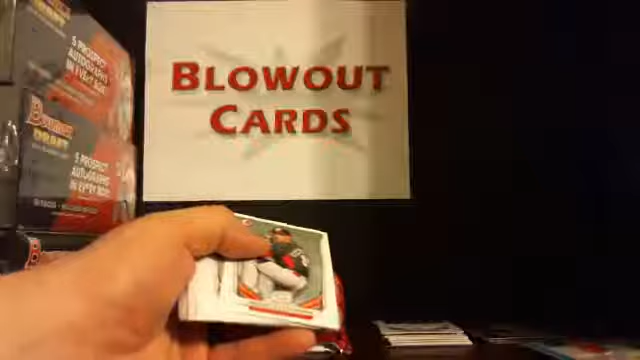 BLOWOUT
CARDS
5 PROSPECT
AUTOGRAPHS
IN EVERY BOX!
BOWMAN
DRAFT
5 PROSPECT
AUTOGRAPHS
IN EVERY BOX!